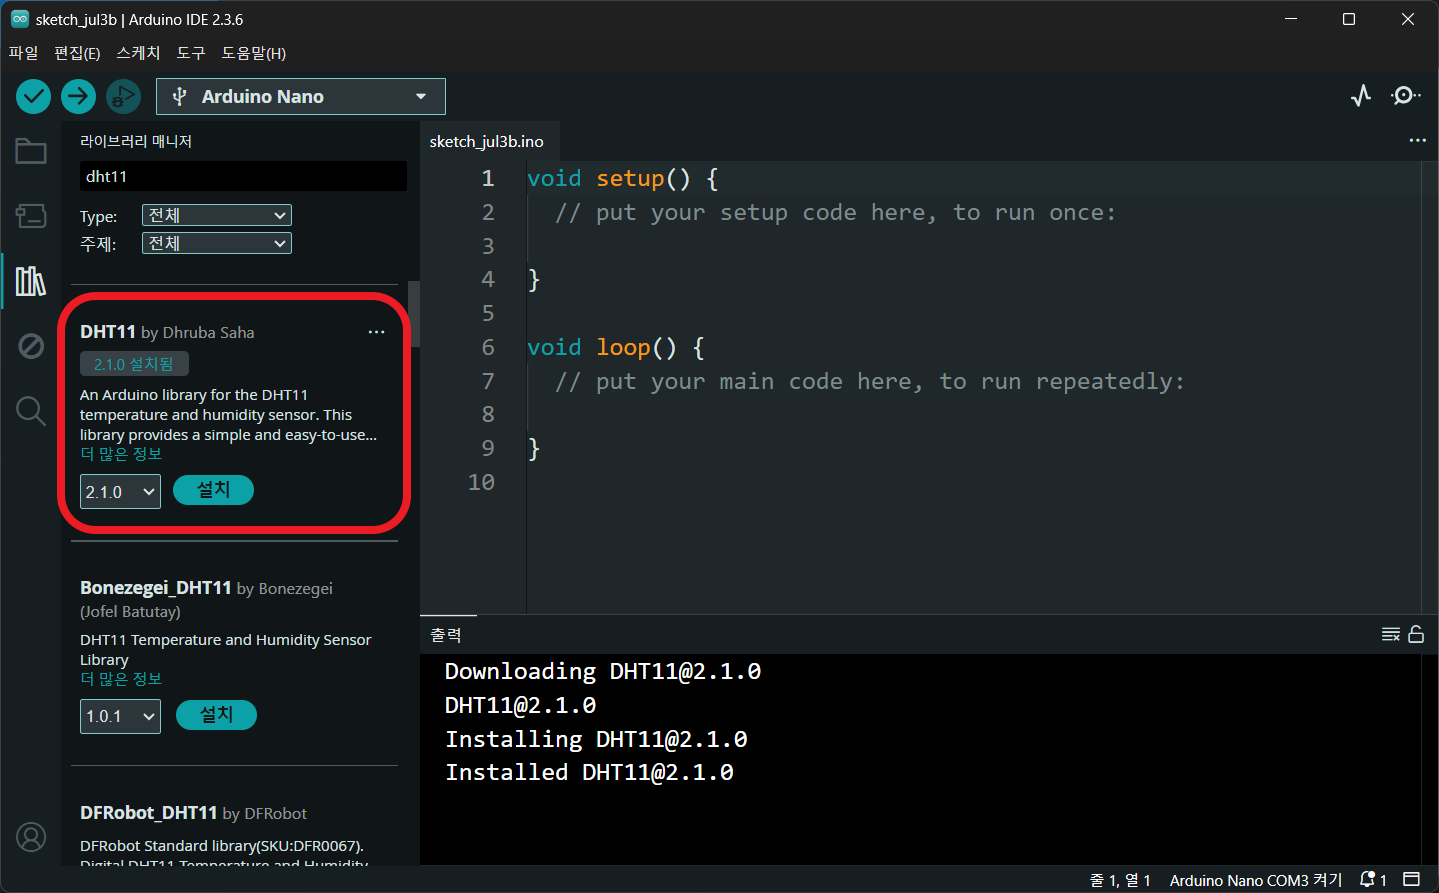 sketch_jul3b | Arduino IDE 2.3.6
파일 편집(E) 스케치 도구 도움말(H)
Arduino Nano
라이브러리 매니저
dht11
Type: 전체
주제: 전체
DHT11 by Dhruba Saha
2.1.0 설치됨
An Arduino library for the DHT11
temperature and humidity sensor. This
library provides a simple and easy-to-use...
더 많은 정보
2.1.0 설치
Bonezegei_DHT11 by Bonezegei
(Jofel Batutay)
DHT11 Temperature and Humidity Sensor
Library
더 많은 정보
1.0.1 설치
DFRobot_DHT11 by DFRobot
DFRobot Standard library(SKU:DFR0067).
Digital DHT11 Temperature and Humidity
sketch_jul3b.ino
1 void setup() {
2 // put your setup code here, to run once:
3
4 }
5
6 void loop() {
7 // put your main code here, to run repeatedly:
8
9 }
10
출력
Downloading DHT11@2.1.0
DHT11@2.1.0
Installing DHT11@2.1.0
Installed DHT11@2.1.0
줄 1, 열 1 Arduino Nano COM3 켜기 1